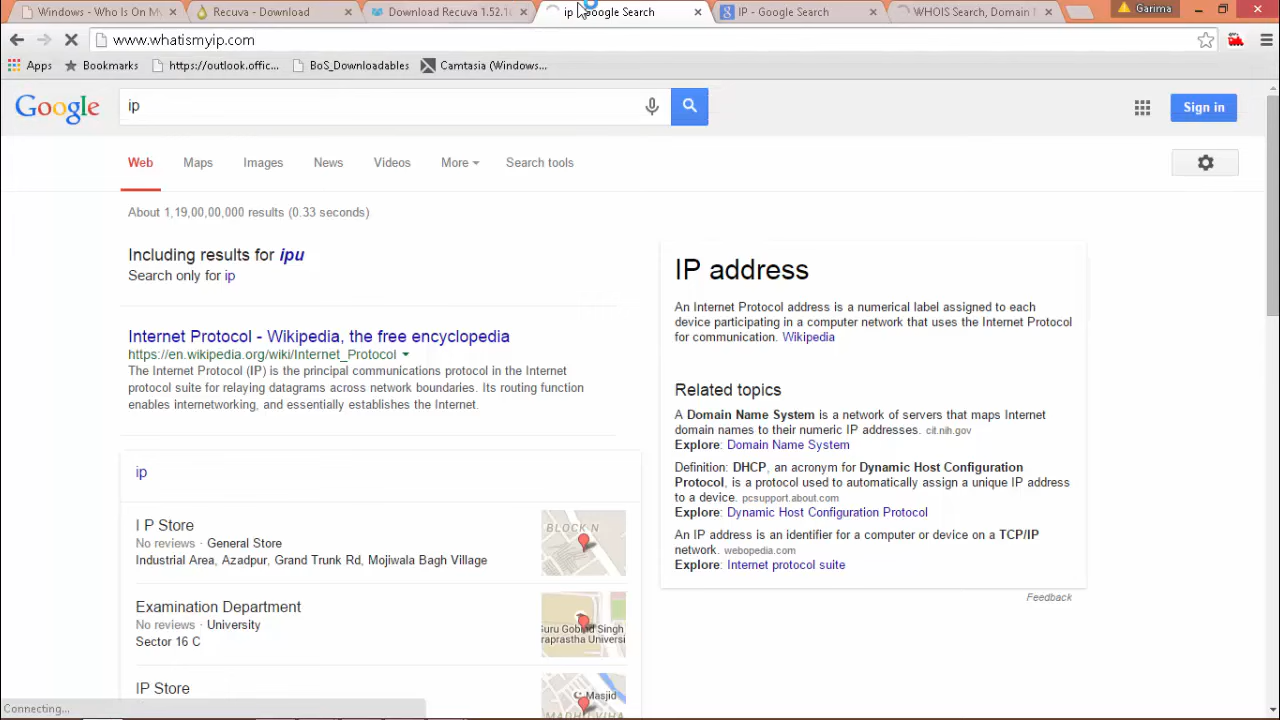 Windows - Who Is On My
Recuva - Download
Download Recuva 1.52.1
ip Google Search
IP - Google Search
WHOIS Search, Domain
Garima
www.whatismyip.com
Apps
Bookmarks
https://outlook.offic...
BoS_Downloadables
Camtasia (Windows...
Google
ip
Sign in
Web
Maps
Images
News
Videos
More
Search tools
About 1,19,00,00,000 results (0.33 seconds)
Including results for ipu
Search only for ip
Internet Protocol - Wikipedia, the free encyclopedia
https://en.wikipedia.org/wiki/Internet_Protocol
The Internet Protocol (IP) is the principal communications protocol in the Internet
protocol suite for relaying datagrams across network boundaries. Its routing function
enables internetworking, and essentially establishes the Internet.
ip
I P Store
No reviews · General Store
Industrial Area, Azadpur, Grand Trunk Rd, Mojiwala Bagh Village
BLOCK N
Examination Department
No reviews · University
Sector 16 C
Guru Gobind Singh
raprastha Universi
IP Store
Masjid
IP address
An Internet Protocol address is a numerical label assigned to each
device participating in a computer network that uses the Internet Protocol
for communication. Wikipedia
Related topics
A Domain Name System is a network of servers that maps Internet
domain names to their numeric IP addresses. cit.nih.gov
Explore: Domain Name System
Definition: DHCP, an acronym for Dynamic Host Configuration
Protocol, is a protocol used to automatically assign a unique IP address
to a device. pcsupport.about.com
Explore: Dynamic Host Configuration Protocol
An IP address is an identifier for a computer or device on a TCP/IP
network. webopedia.com
Explore: Internet protocol suite
Feedback
Connecting...